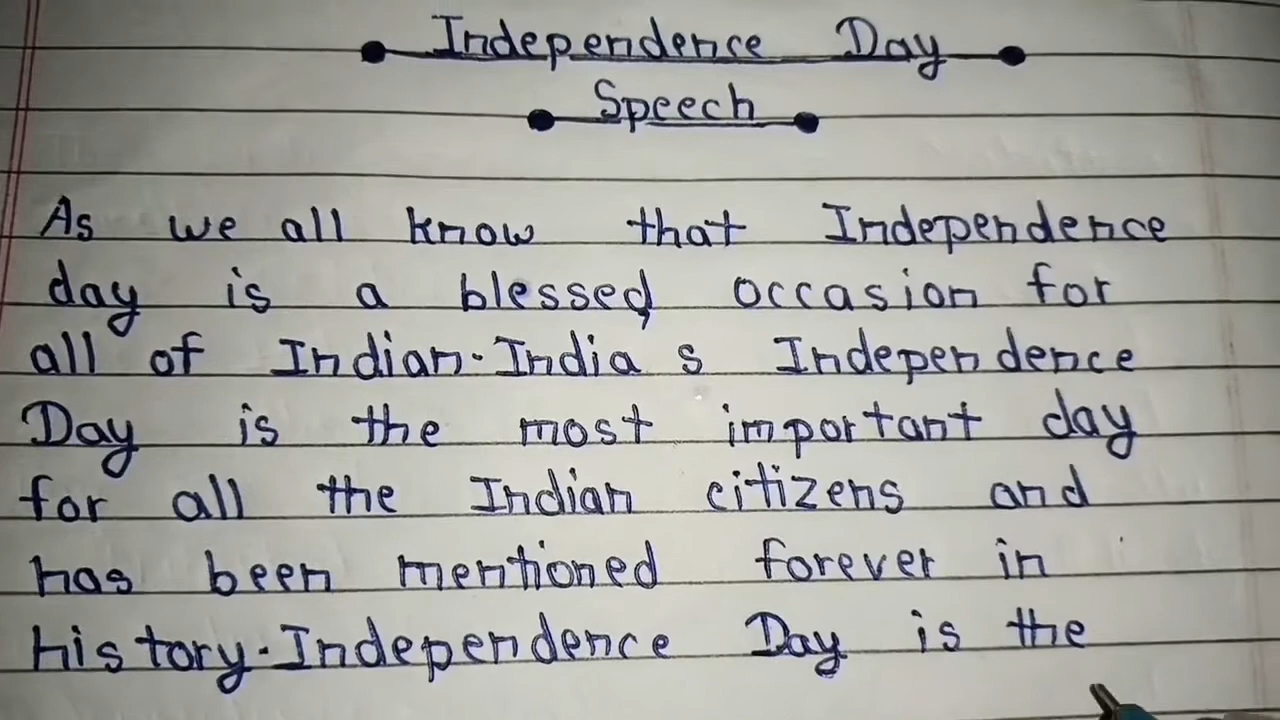 Independence Day
Speech
As we all know that Independence
day is a blessed occasion for
all of Indian. India s Independence
Day is the most important day
for all the Indian citizens and
has been mentioned forever in
history. Independence Day is the